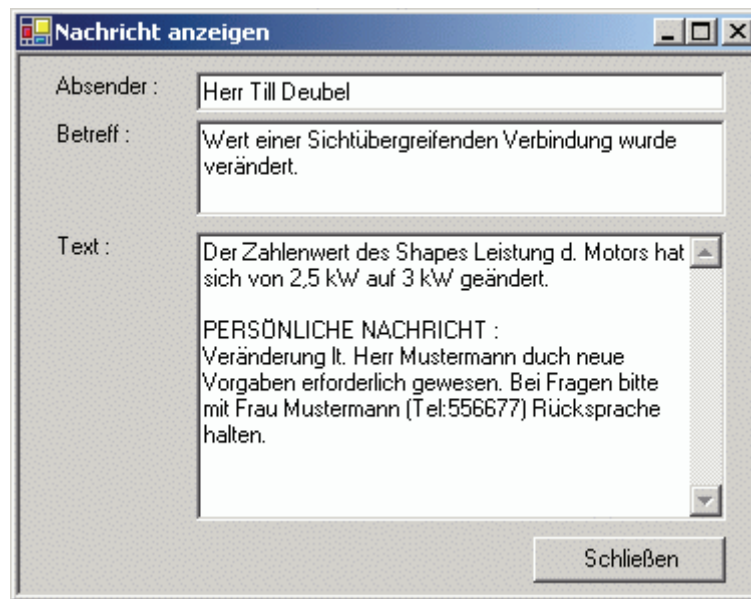 Nachricht anzeigen
Absender :
Herr Till Deubel
Betreff :
Wert einer Sichtübergreifenden Verbindung wurde
verändert.
Text :
Der Zahlenwert des Shapes Leistung d. Motors hat
sich von 2,5 kW auf 3 kW geändert.
PERSÖNLICHE NACHRICHT :
Veränderung lt. Herr Mustermann duch neue
Vorgaben erforderlich gewesen. Bei Fragen bitte
mit Frau Mustermann (Tel:556677) Rücksprache
halten.
Schließen